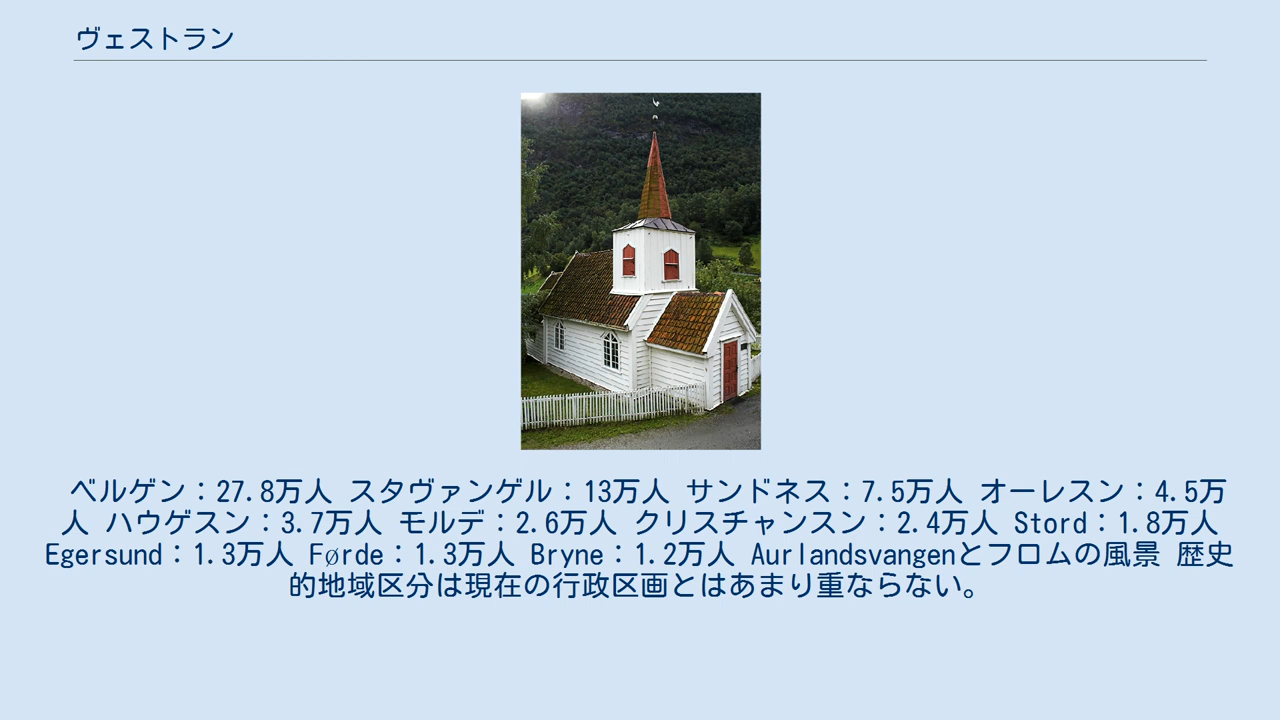 ヴェストラン
ベルゲン：27.8万人 スタヴァンゲル：13万人 サンドネス：7.5万人 オーレスン：4.5万
人 ハウゲスン：3.7万人 モルデ：2.6万人 クリスチャンスン：2.4万人 Stord：1.8万人
Egersund：1.3万人 Førde：1.3万人 Bryne：1.2万人 Aurlandsvangenとフロムの風景 歴史
的地域区分は現在の行政区画とはあまり重ならない。